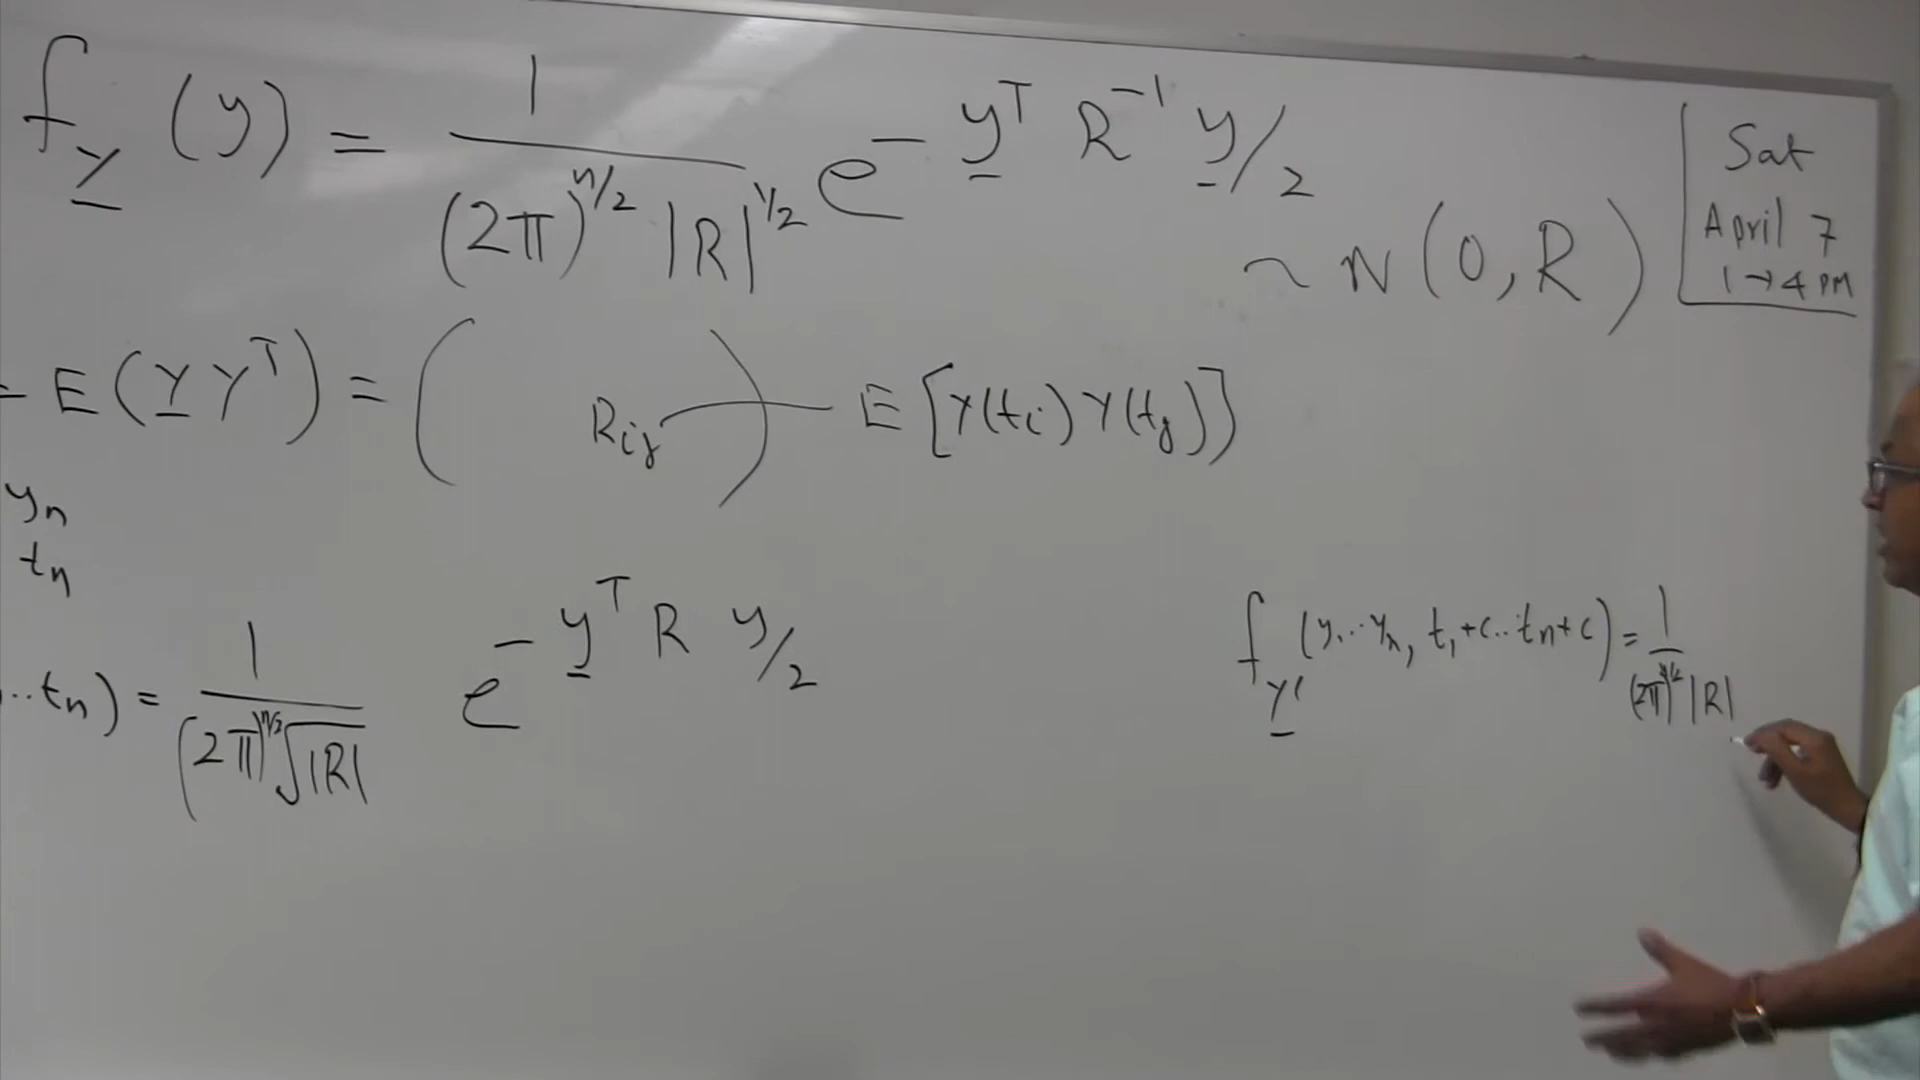 f_Y (y) = 1 / (2π)^{n/2} |R|^{1/2} e^{- y^T R^{-1} y/2}
~ N(0, R)
Sat
April 7
1→4 PM
= E(Y Y^T) = ( R_ij ) — E[Y(t_i) Y(t_j)]
y_n
t_n
..t_n) = 1 / (2π)^{n/2} √|R| e^{- y^T R y/2}
f_Y' (y_1..y_n, t_1+c..t_n+c) = 1 / (2π)^{n/2} |R|